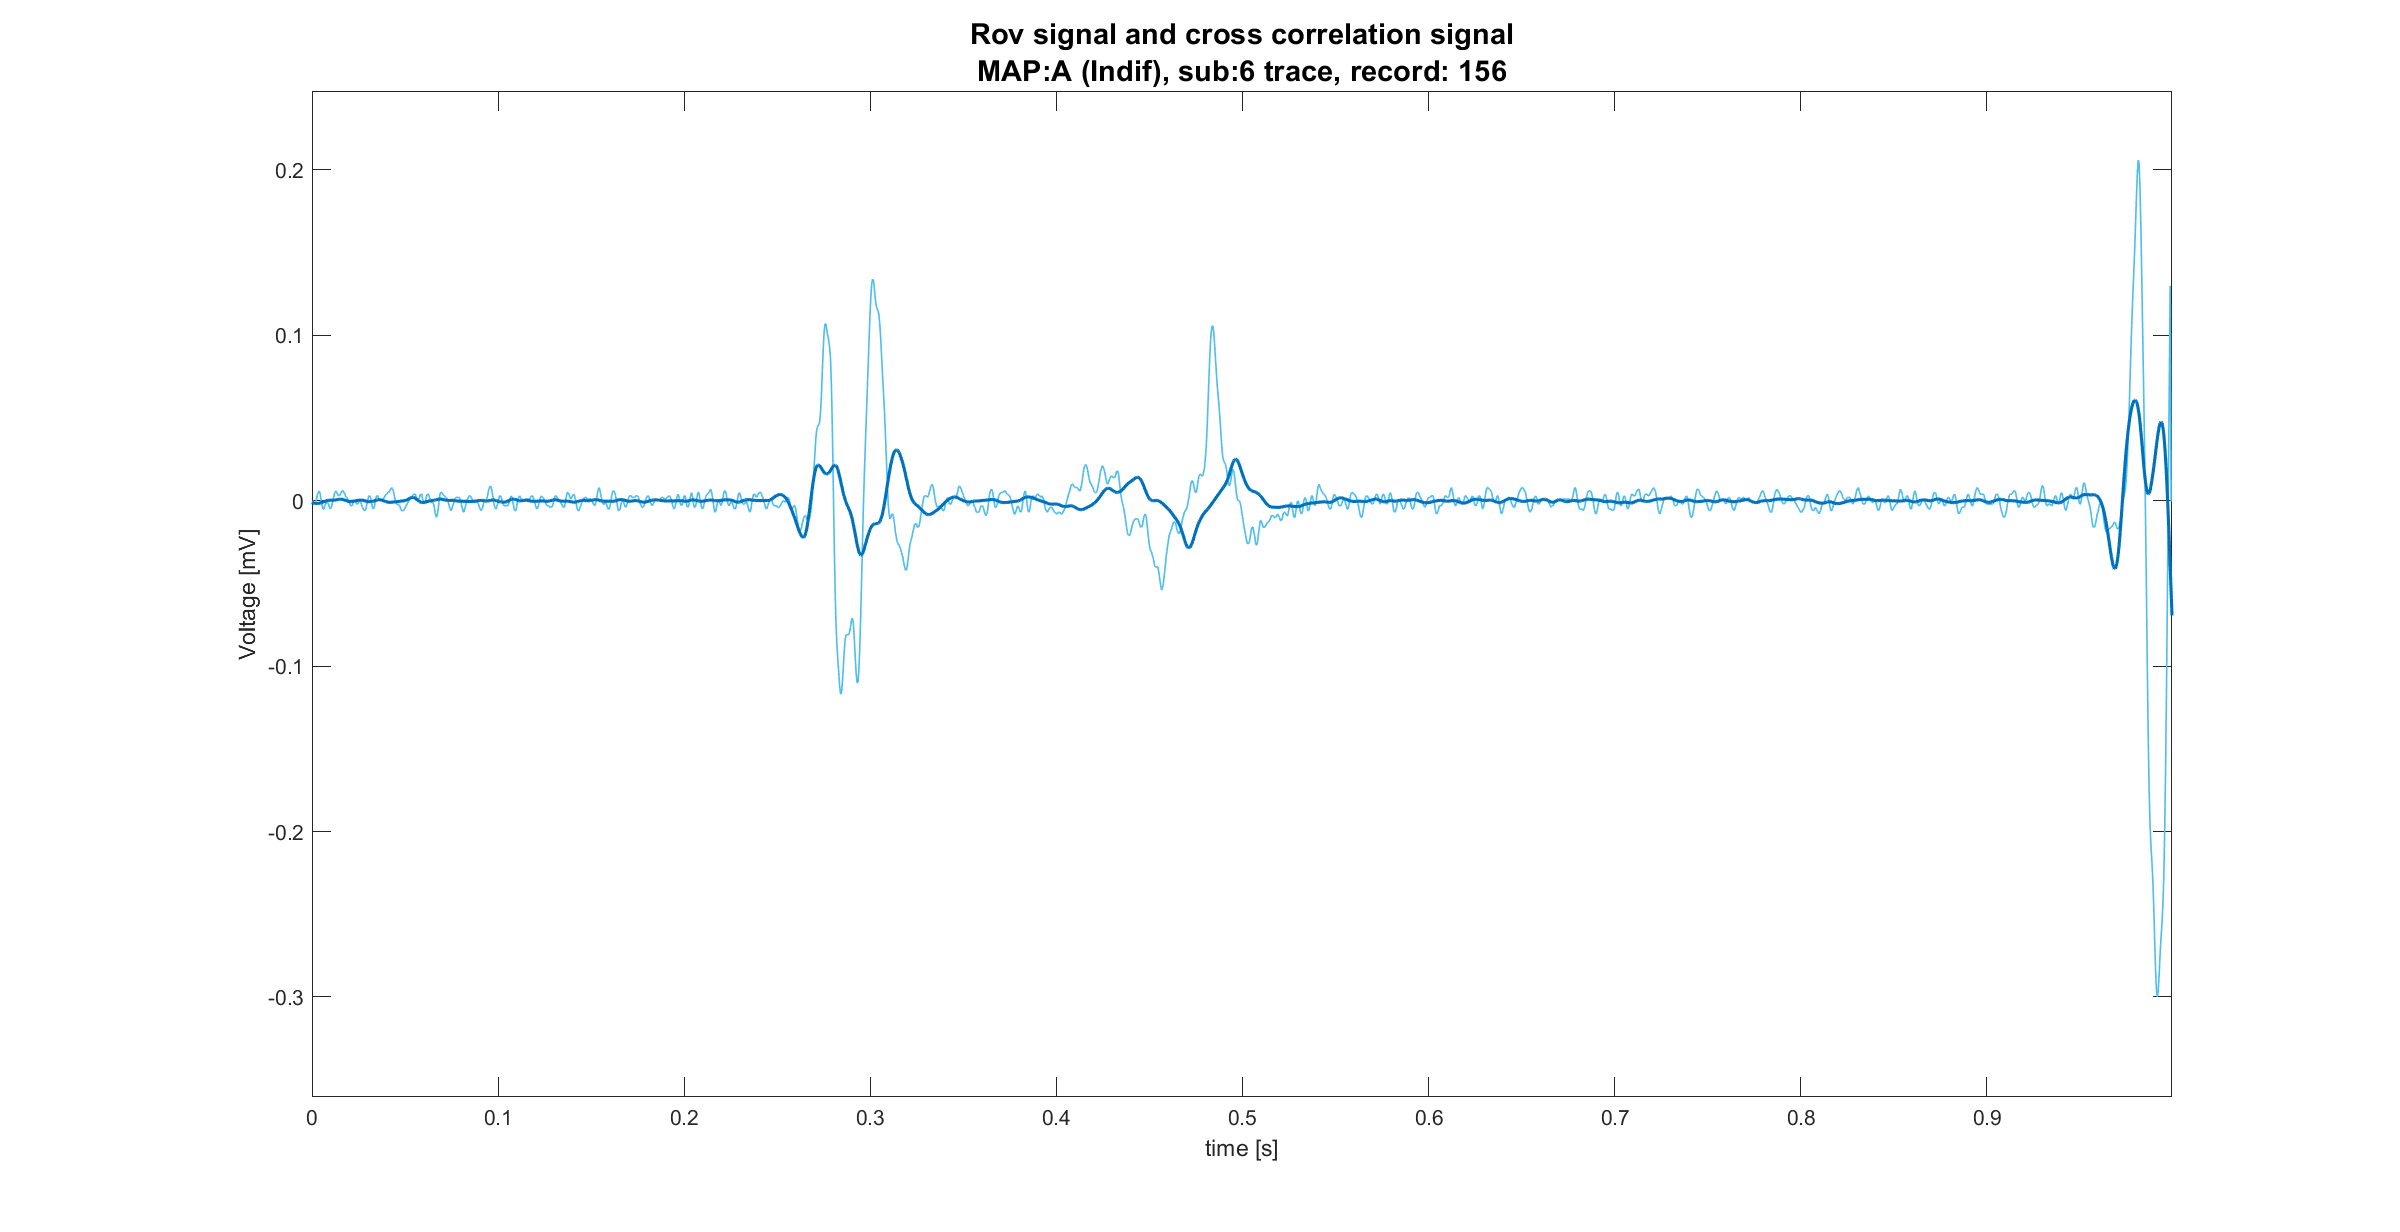 Rov signal and cross correlation signal
MAP:A (Indif), sub:6 trace, record: 156
0.2
0.1
0
-0.1
-0.2
-0.3
Voltage [mV]
0 0.1 0.2 0.3 0.4 0.5 0.6 0.7 0.8 0.9
time [s]